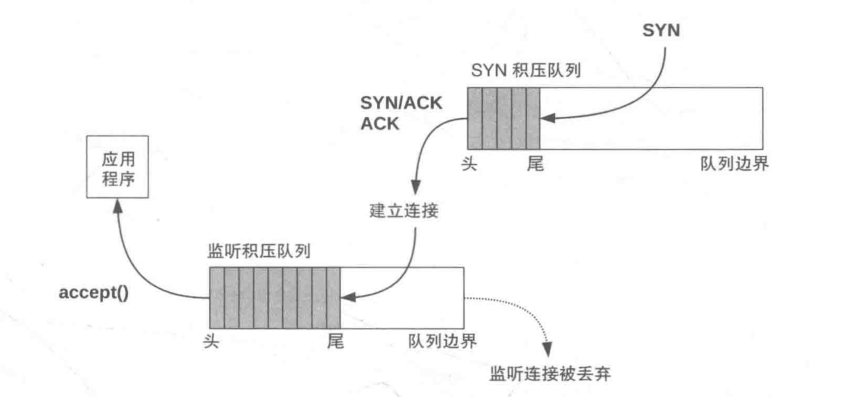 SYN
SYN 积压队列
SYN/ACK
ACK
头
尾
队列边界
应用
程序
建立连接
监听积压队列
accept()
头
尾
队列边界
监听连接被丢弃